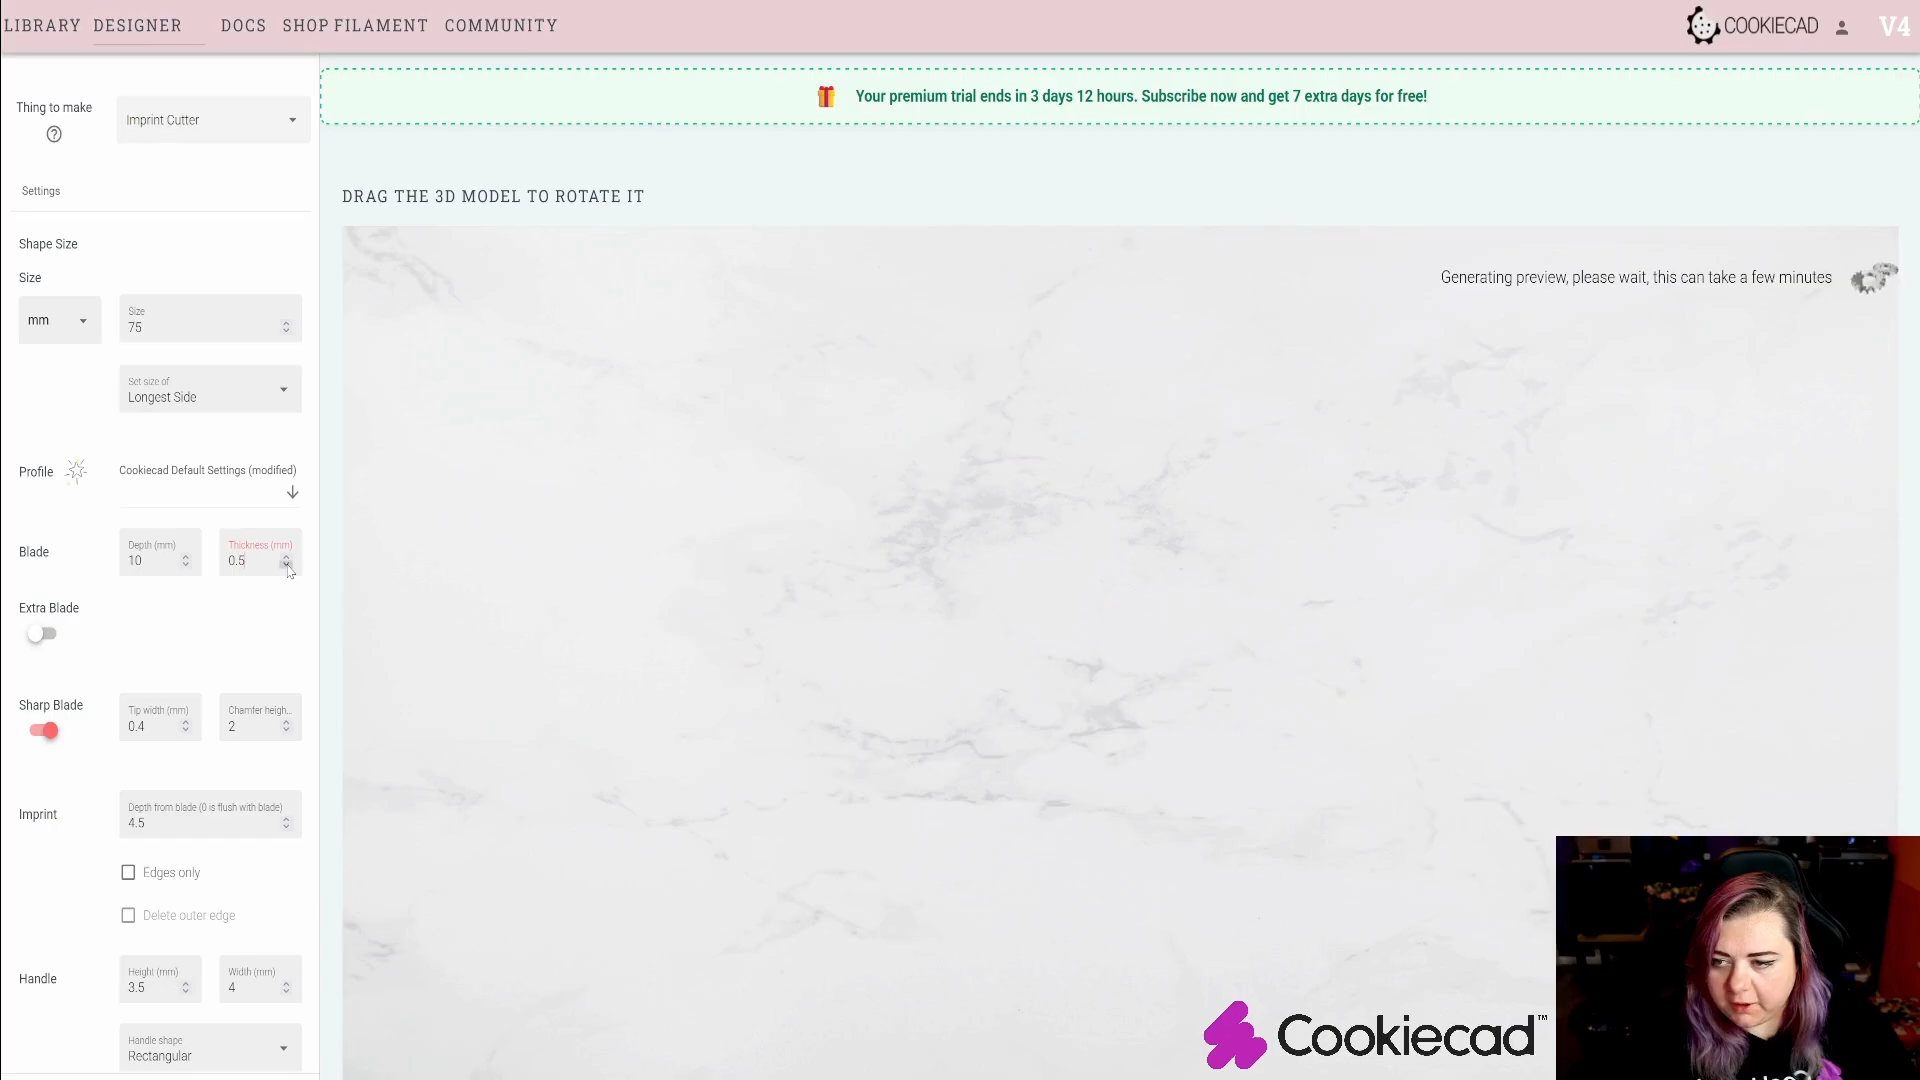 LIBRARY DESIGNER DOCS SHOP FILAMENT COMMUNITY
COOKIECAD V4
Your premium trial ends in 3 days 12 hours. Subscribe now and get 7 extra days for free!
Thing to make
Imprint Cutter
Settings
DRAG THE 3D MODEL TO ROTATE IT
Generating preview, please wait, this can take a few minutes
Shape Size
Size
mm
Size
75
Set size of
Longest Side
Profile
Cookiecad Default Settings (modified)
Blade
Depth (mm)
10
Thickness (mm)
0.5
Extra Blade
Sharp Blade
Tip width (mm)
0.4
Chamfer heigh...
2
Imprint
Depth from blade (0 is flush with blade)
4.5
Edges only
Delete outer edge
Handle
Height (mm)
3.5
Width (mm)
4
Handle shape
Rectangular
Cookiecad™